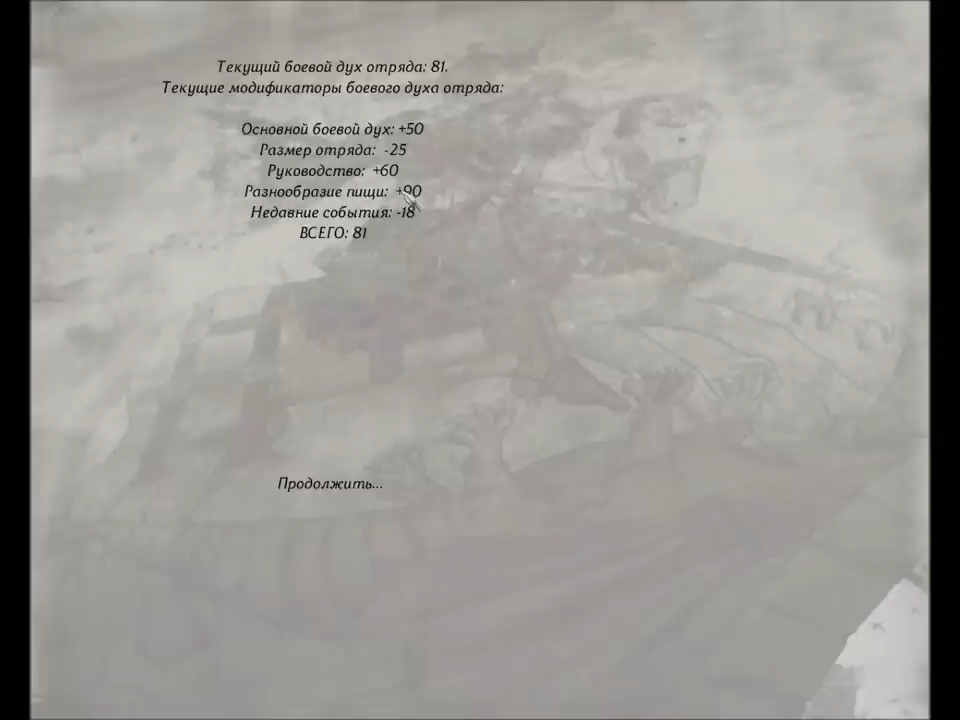 Текущий боевой дух отряда: 81.
Текущие модификаторы боевого духа отряда:
Основной боевой дух: +50
Размер отряда: -25
Руководство: +60
Разнообразие пищи: +90
Недавние события: -18
ВСЕГО: 81
Продолжить...